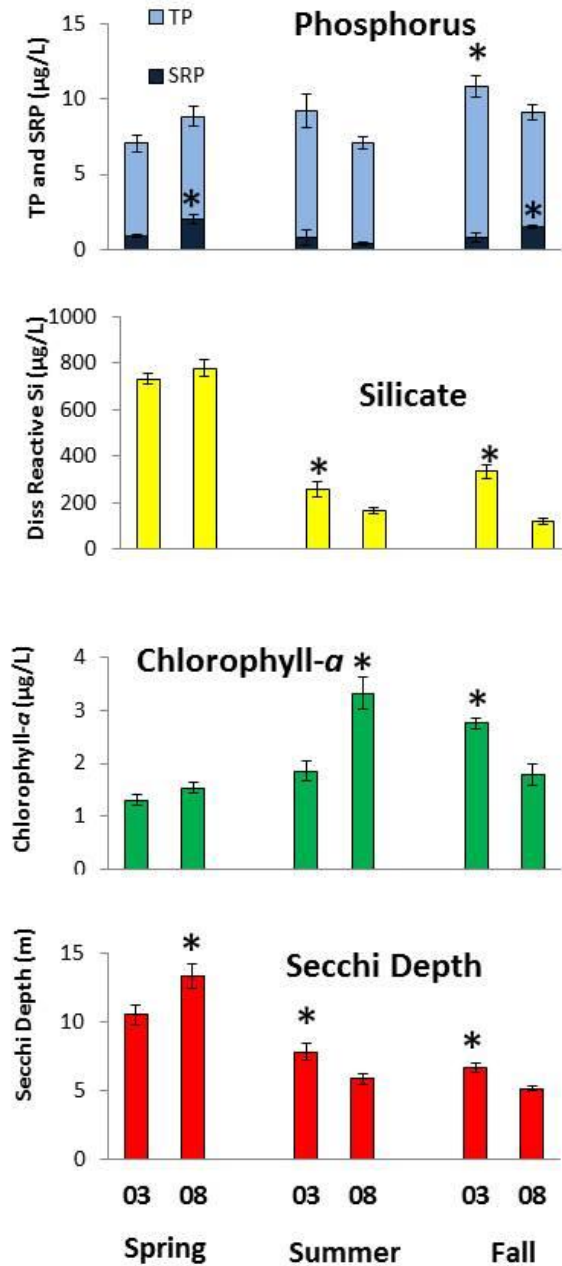 TP
SRP
Phosphorus
TP and SRP (µg/L)
15
10
5
0
*
*
*
Silicate
Diss Reactive Si (µg/L)
1000
800
600
400
200
0
*
*
Chlorophyll-a
Chlorophyll-a (µg/L)
4
3
2
1
0
*
*
Secchi Depth
Secchi Depth (m)
15
10
5
0
*
*
*
03 08 03 08 03 08
Spring Summer Fall